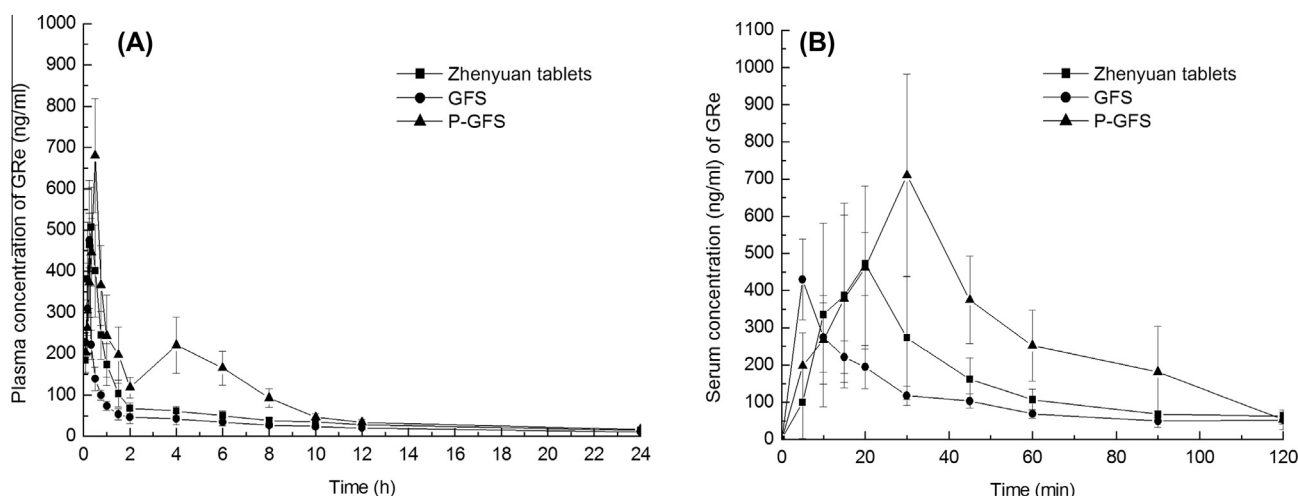 (A)
Plasma concentration of GRe (ng/ml)
1000
900
800
700
600
500
400
300
200
100
0
Zhenyuan tablets
GFS
P-GFS
0 2 4 6 8 10 12 14 16 18 20 22 24
Time (h)
(B)
Serum concentration (ng/ml) of GRe
1100
1000
900
800
700
600
500
400
300
200
100
0
Zhenyuan tablets
GFS
P-GFS
0 20 40 60 80 100 120
Time (min)